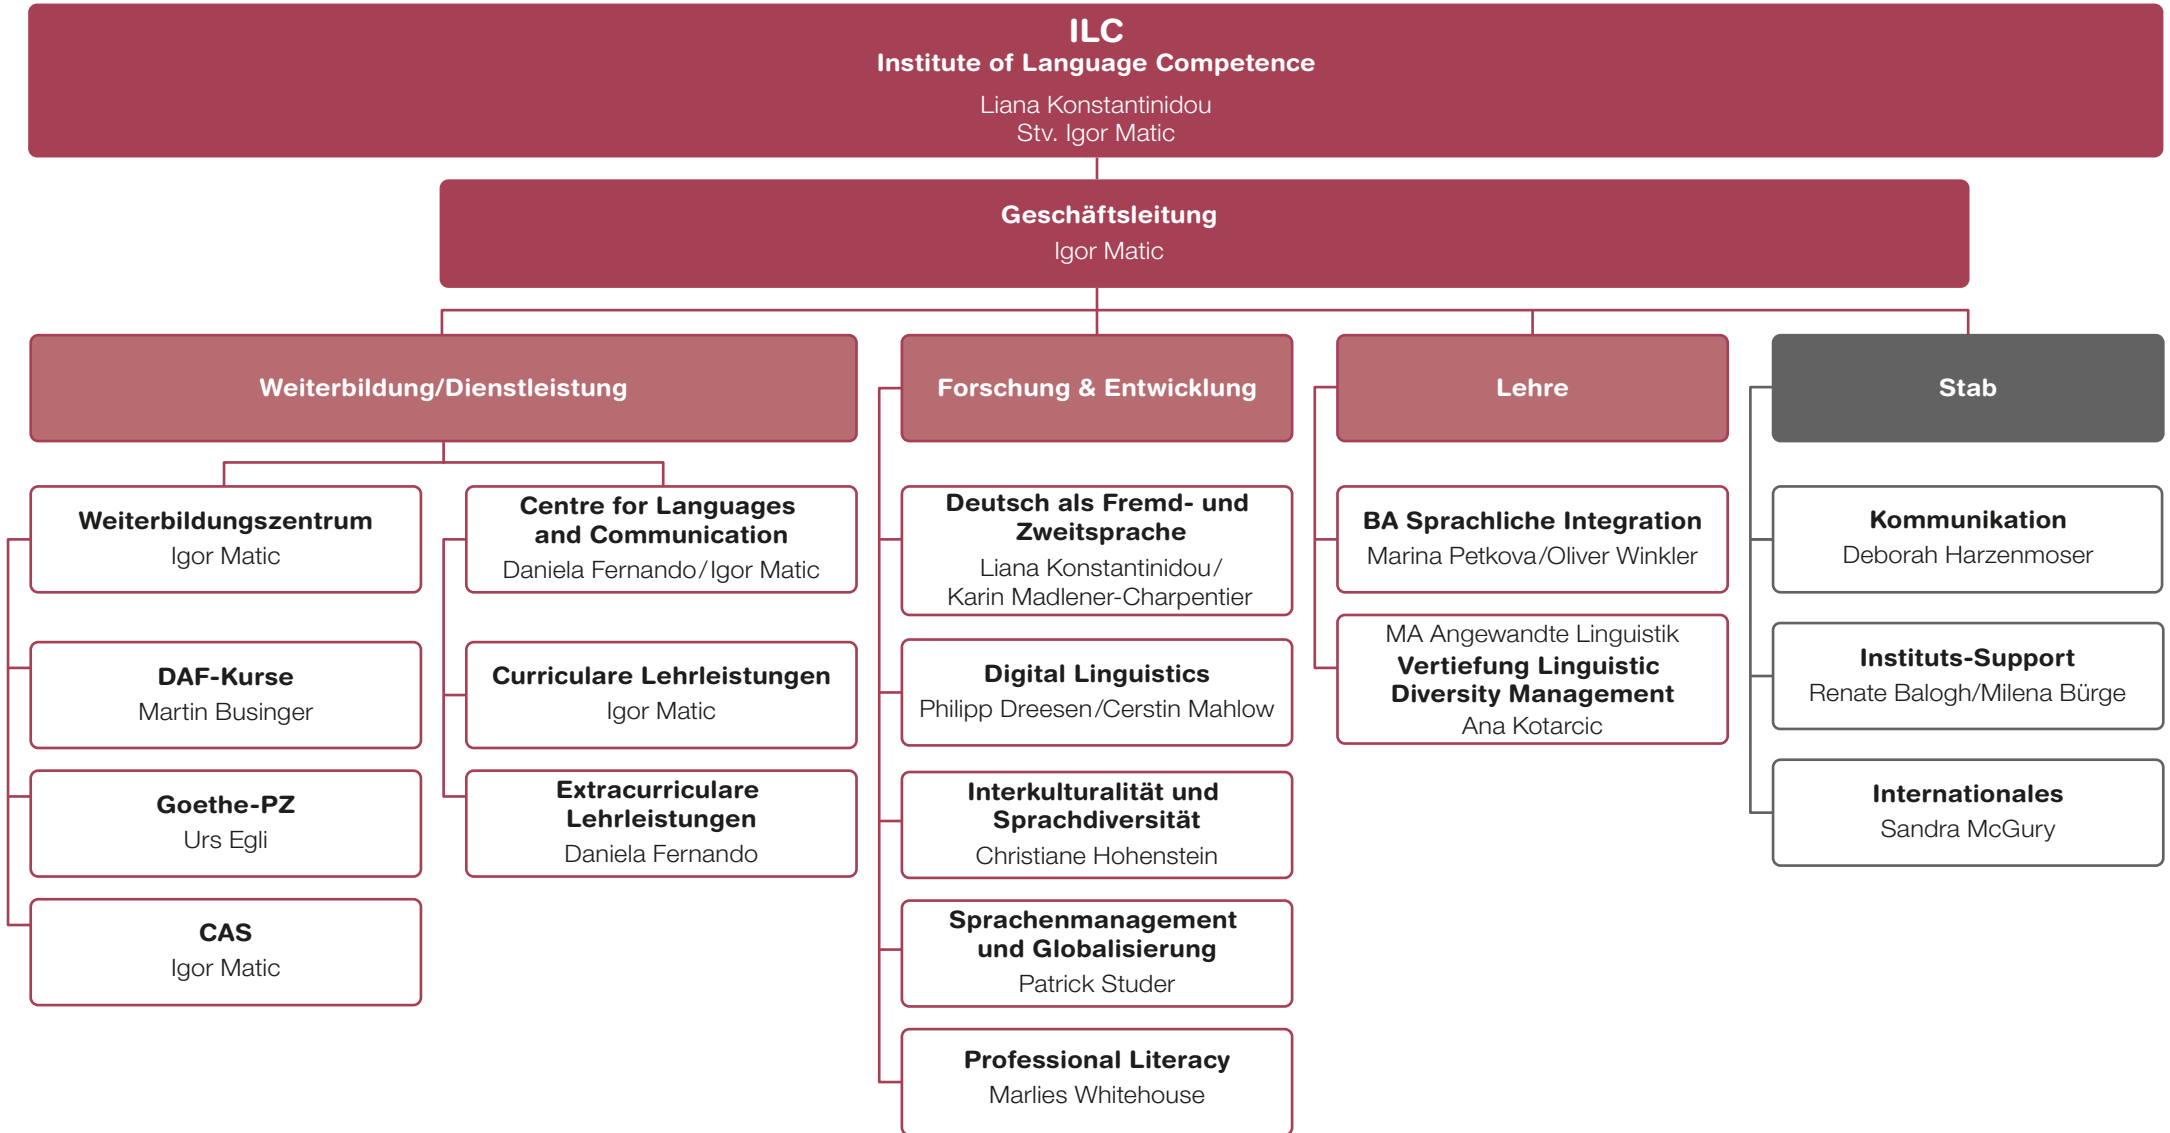 ILC
Institute of Language Competence
Liana Konstantinidou
Stv. Igor Matic
Geschäftsleitung
Igor Matic
Weiterbildung/Dienstleistung
Weiterbildungszentrum
Igor Matic
DAF-Kurse
Martin Businger
Goethe-PZ
Urs Egli
CAS
Igor Matic
Centre for Languages
and Communication
Daniela Fernando/Igor Matic
Curriculare Lehrleistungen
Igor Matic
Extracurriculare
Lehrleistungen
Daniela Fernando
Forschung & Entwicklung
Deutsch als Fremd- und
Zweitsprache
Liana Konstantinidou/
Karin Madlener-Charpentier
Digital Linguistics
Philipp Dreesen/Cerstin Mahlow
Interkulturalität und
Sprachdiversität
Christiane Hohenstein
Sprachenmanagement
und Globalisierung
Patrick Studer
Professional Literacy
Marlies Whitehouse
Lehre
BA Sprachliche Integration
Marina Petkova/Oliver Winkler
MA Angewandte Linguistik
Vertiefung Linguistic
Diversity Management
Ana Kotarcic
Stab
Kommunikation
Deborah Harzenmoser
Instituts-Support
Renate Balogh/Milena Bürge
Internationales
Sandra McGury